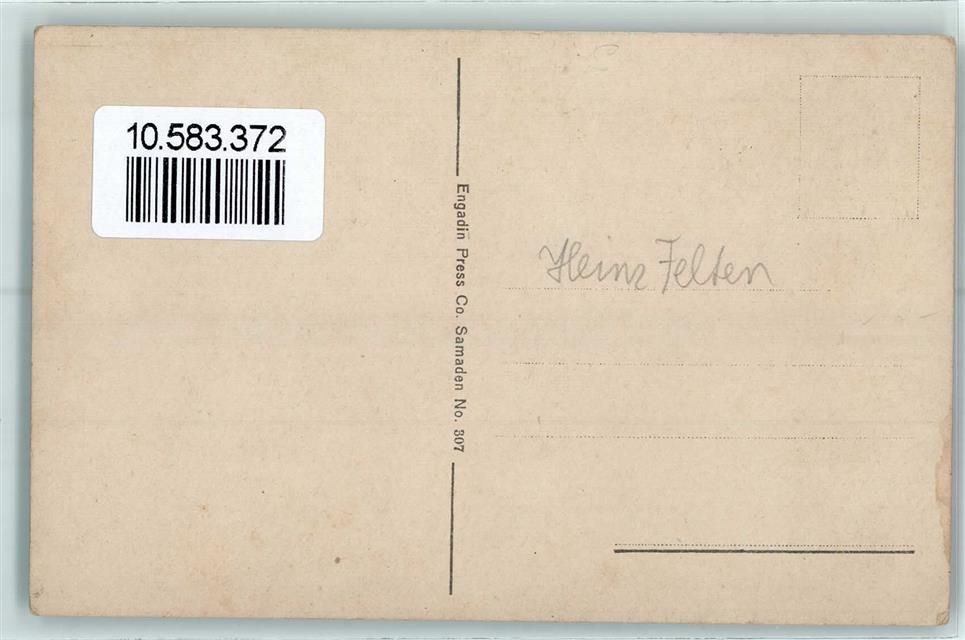 10.583.372
Engadin Press Co. Samaden No. 307
Heinz Felten